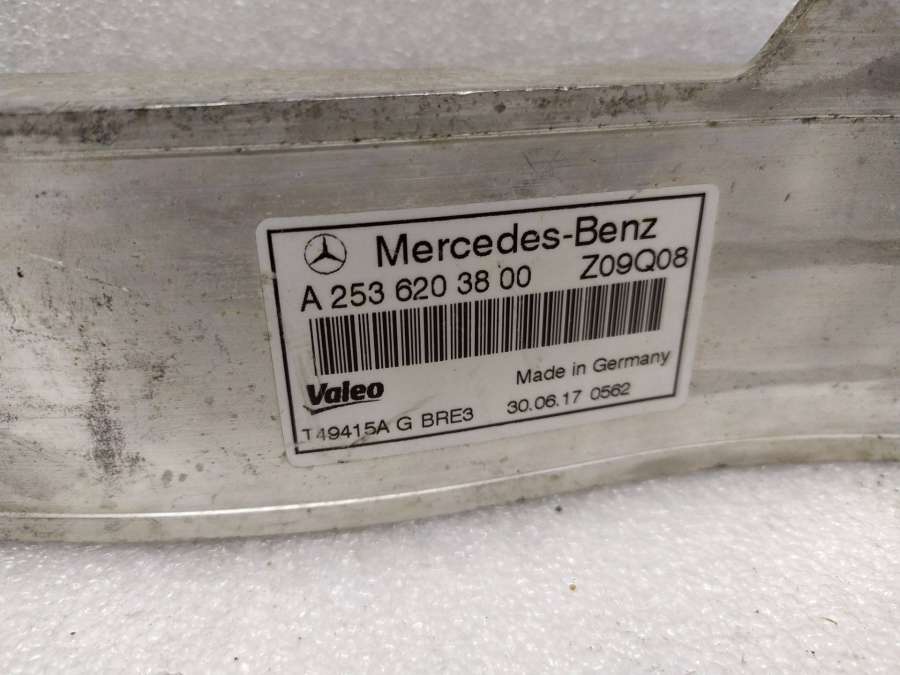 Mercedes-Benz
A 253 620 38 00 Z09Q08
Valeo Made in Germany
T49415A G BRE3 30.06.17 0562